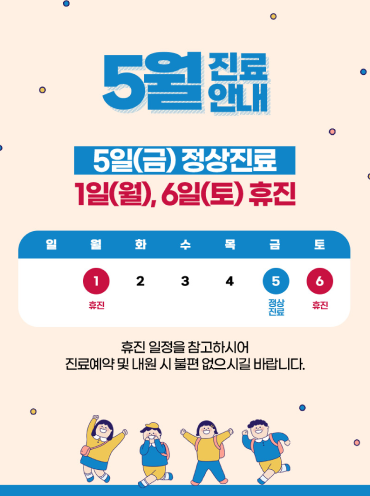 5월 진료
안내
5일(금) 정상진료
1일(월), 6일(토) 휴진
일 월 화 수 목 금 토
1 2 3 4 5 6
휴진 정상 휴진
진료
휴진 일정을 참고하시어
진료예약 및 내원 시 불편 없으시길 바랍니다.